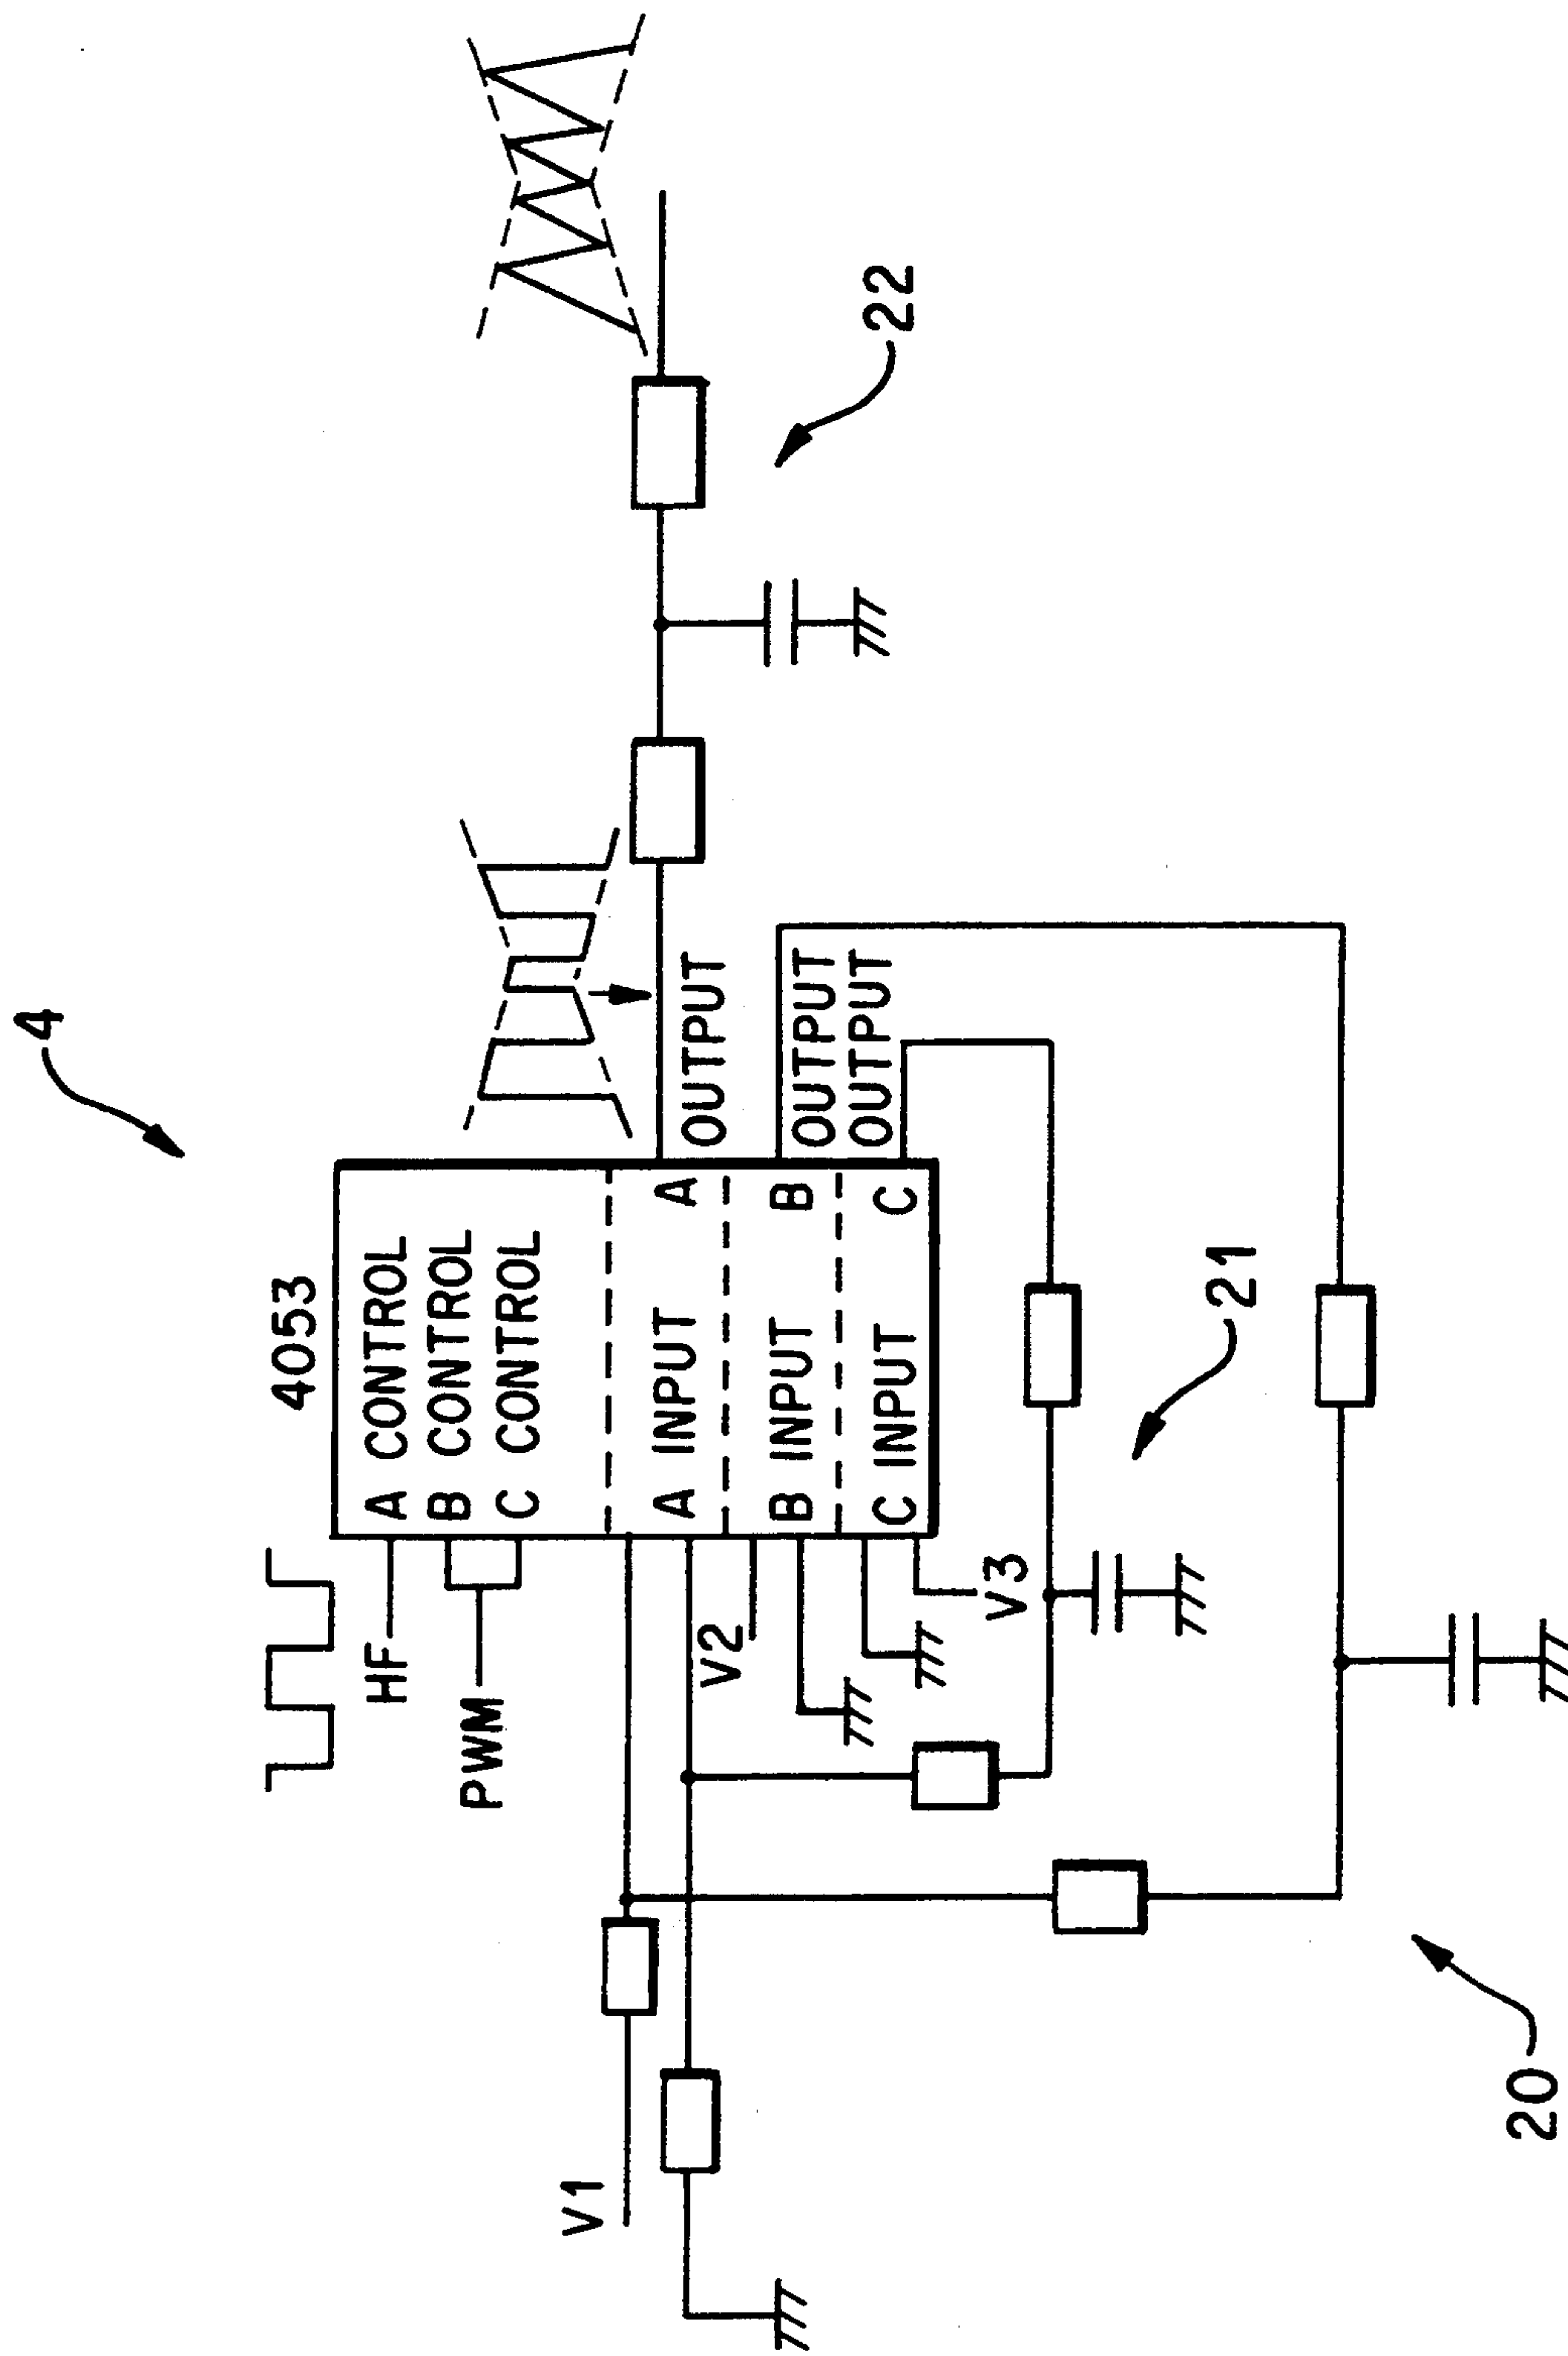 4
4053
HF
PWM
A CONTROL
B CONTROL
C CONTROL
A INPUT A
OUTPUT
V2
B INPUT B
OUTPUT
C INPUT C
OUTPUT
V3
V1
22
21
20